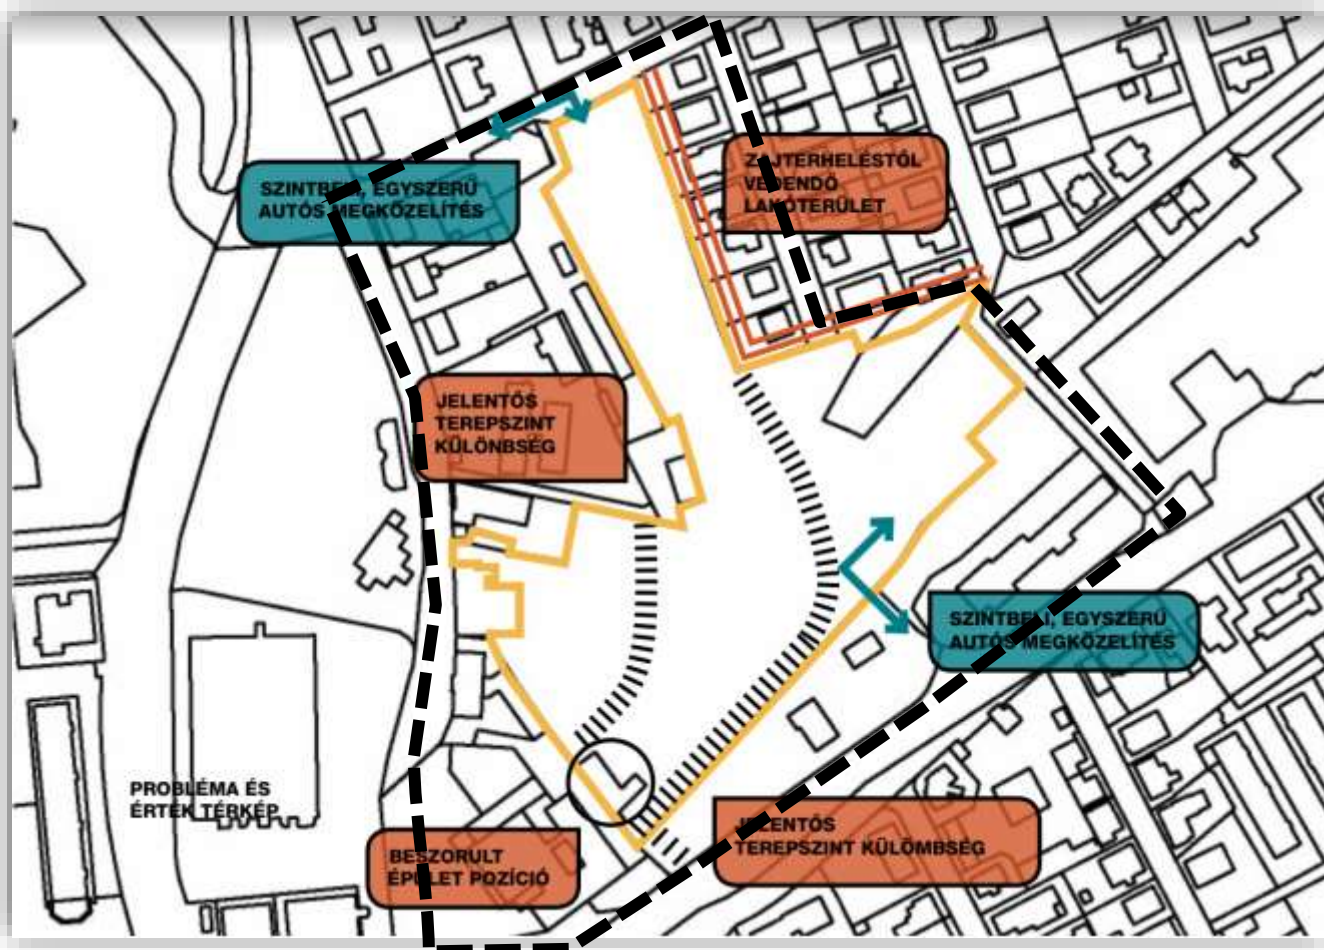 SZINTBELI, EGYSZERŰ
AUTÓS MEGKÖZELÍTÉS
ZAJTERHELÉSTŐL
VÉDENDŐ
LAKÓTERÜLET
JELENTŐS
TEREPSZINT
KÜLÖNBSÉG
SZINTBELI, EGYSZERŰ
AUTÓS MEGKÖZELÍTÉS
PROBLÉMA ÉS
ÉRTÉK TÉRKÉP
BESZORULT
ÉPÜLET POZÍCIÓ
JELENTŐS
TEREPSZINT KÜLÖMBSÉG